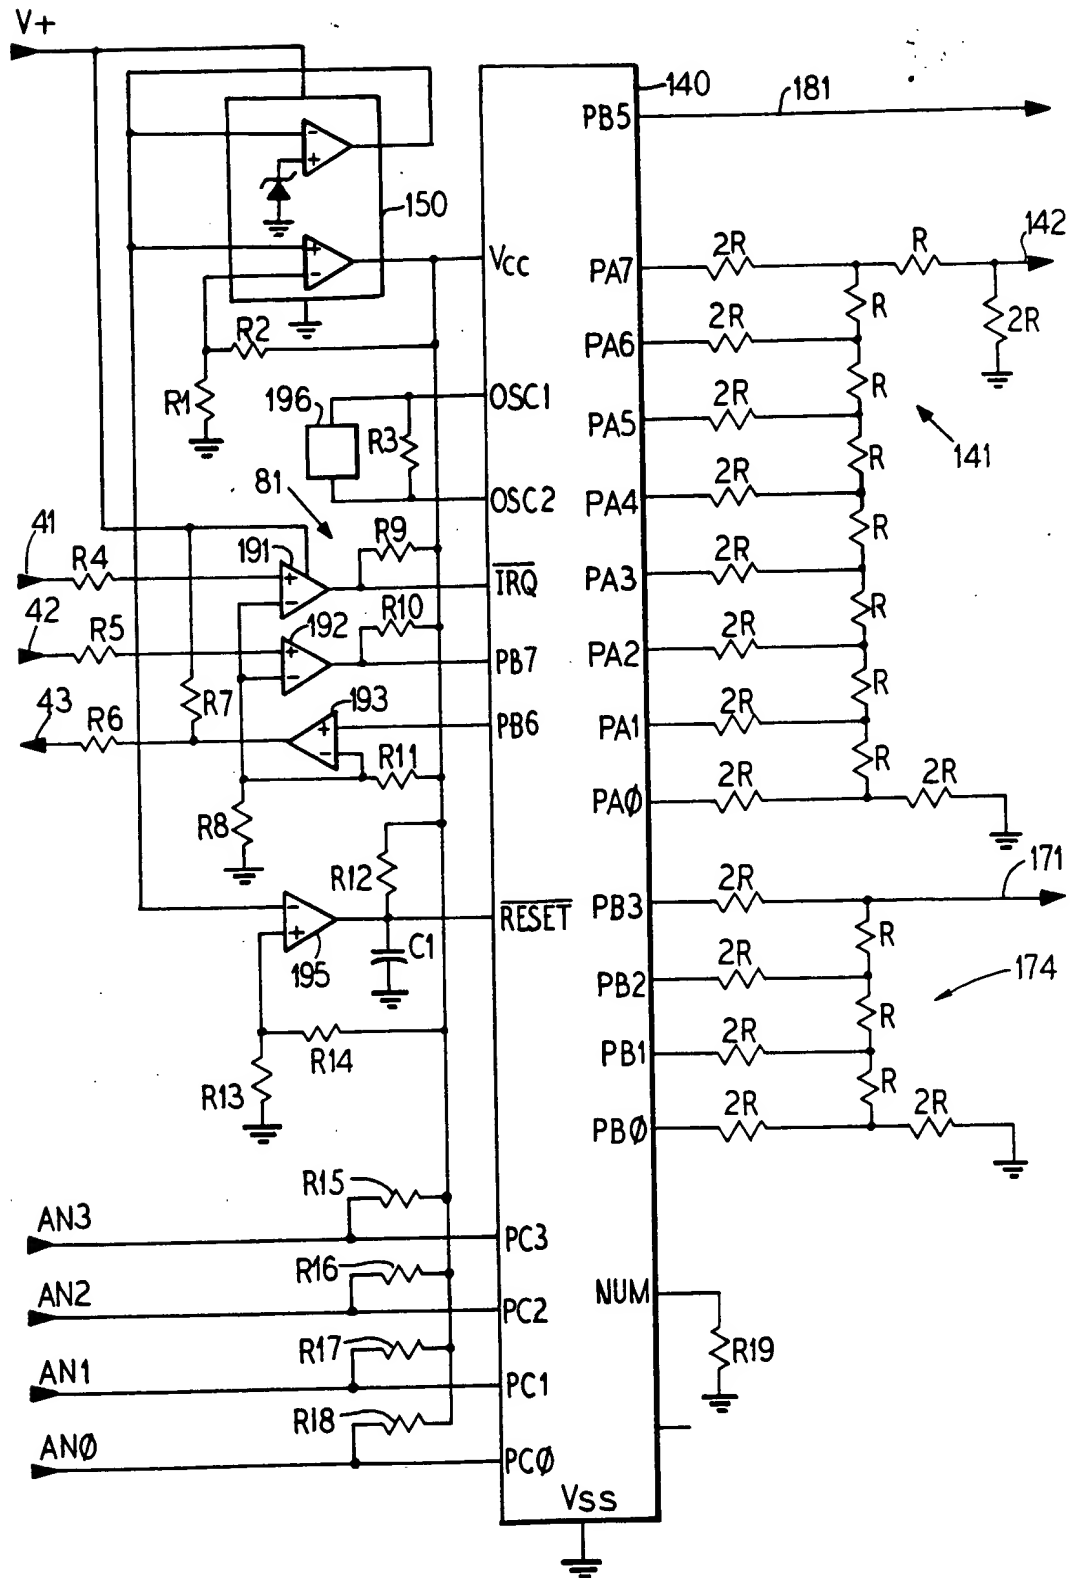 V+
140
PB5
181
150
Vcc
PA7
2R
R
142
R
2R
R2
PA6
2R
R1
R
196
OSC1
R3
PA5
2R
141
R
81
OSC2
PA4
2R
R
41
R4
191
R9
IRQ
PA3
2R
R
42
R5
192
R10
PB7
PA2
2R
R
43
R6
R7
193
PB6
PA1
2R
R
R11
R8
PAØ
2R
2R
R12
195
RESET
C1
PB3
2R
171
R
PB2
2R
174
R
R14
R13
PB1
2R
R
PBØ
2R
2R
AN3
R15
PC3
AN2
R16
PC2
NUM
R19
AN1
R17
PC1
ANØ
R18
PCØ
Vss